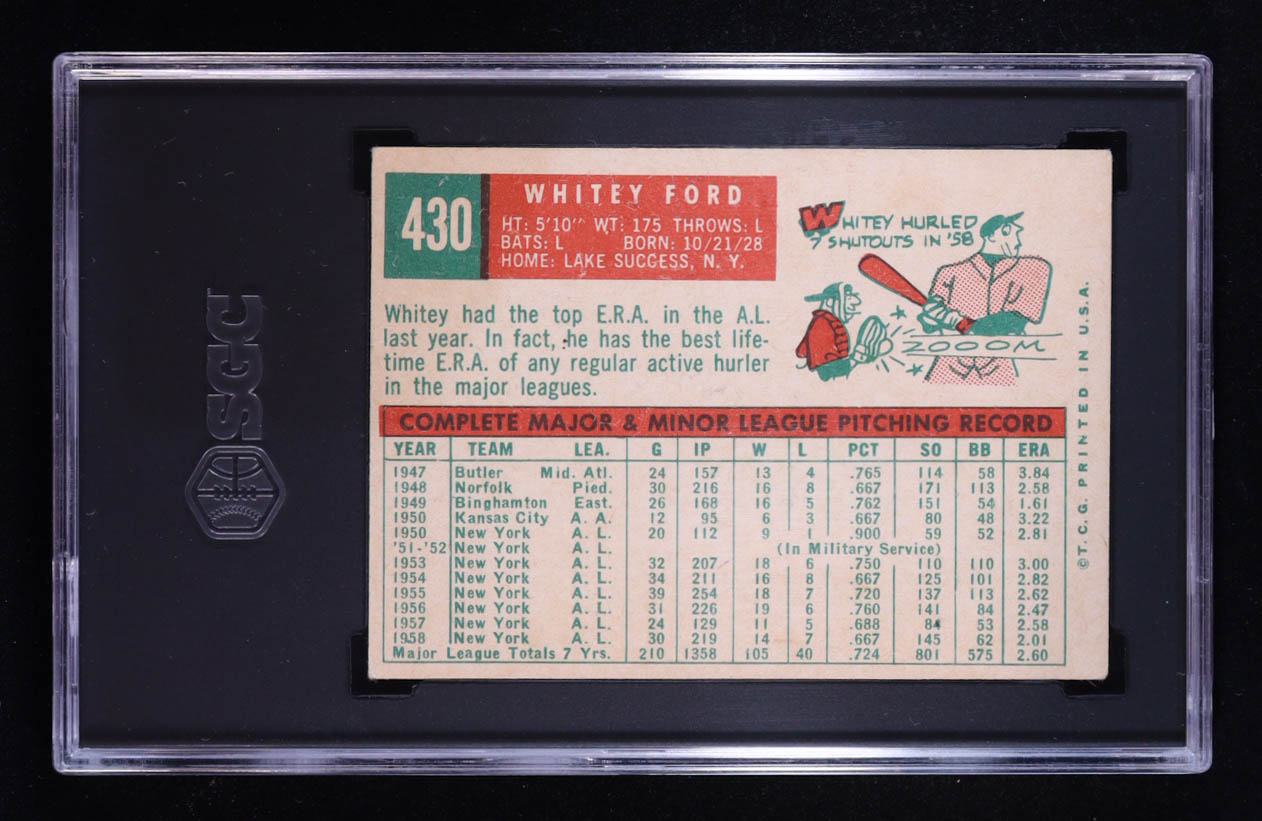 SGC
430
WHITEY FORD
HT: 5'10" WT: 175 THROWS: L
BATS: L BORN: 10/21/28
HOME: LAKE SUCCESS, N. Y.
WHITEY HURLED
7 SHUTOUTS IN '58
ZOOOM
Whitey had the top E.R.A. in the A.L.
last year. In fact, he has the best life-
time E.R.A. of any regular active hurler
in the major leagues.
COMPLETE MAJOR & MINOR LEAGUE PITCHING RECORD
YEAR TEAM LEA. G IP W L PCT SO BB ERA
1947 Butler Mid. Atl. 24 157 13 4 .765 114 58 3.84
1948 Norfolk Pied. 30 216 16 8 .667 171 113 2.58
1949 Binghamton East. 26 168 16 5 .762 151 54 1.61
1950 Kansas City A. A. 12 95 6 3 .667 80 48 3.22
1950 New York A. L. 20 112 9 1 .900 59 52 2.81
'51-'52 New York A. L. (In Military Service)
1953 New York A. L. 32 207 18 6 .750 110 110 3.00
1954 New York A. L. 34 211 16 8 .667 125 101 2.82
1955 New York A. L. 39 254 18 7 .720 137 113 2.62
1956 New York A. L. 31 226 19 6 .760 141 84 2.47
1957 New York A. L. 24 129 11 5 .688 84 53 2.58
1958 New York A. L. 30 219 14 7 .667 145 62 2.01
Major League Totals 7 Yrs. 210 1358 105 40 .724 801 575 2.60
©T. C. G. PRINTED IN U.S.A.